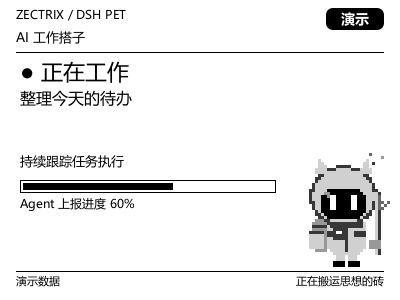 ZECTRIX / DSH PET
演示
AI 工作搭子
● 正在工作
整理今天的待办
持续跟踪任务执行
Agent 上报进度 60%
演示数据
正在搬运思想的砖